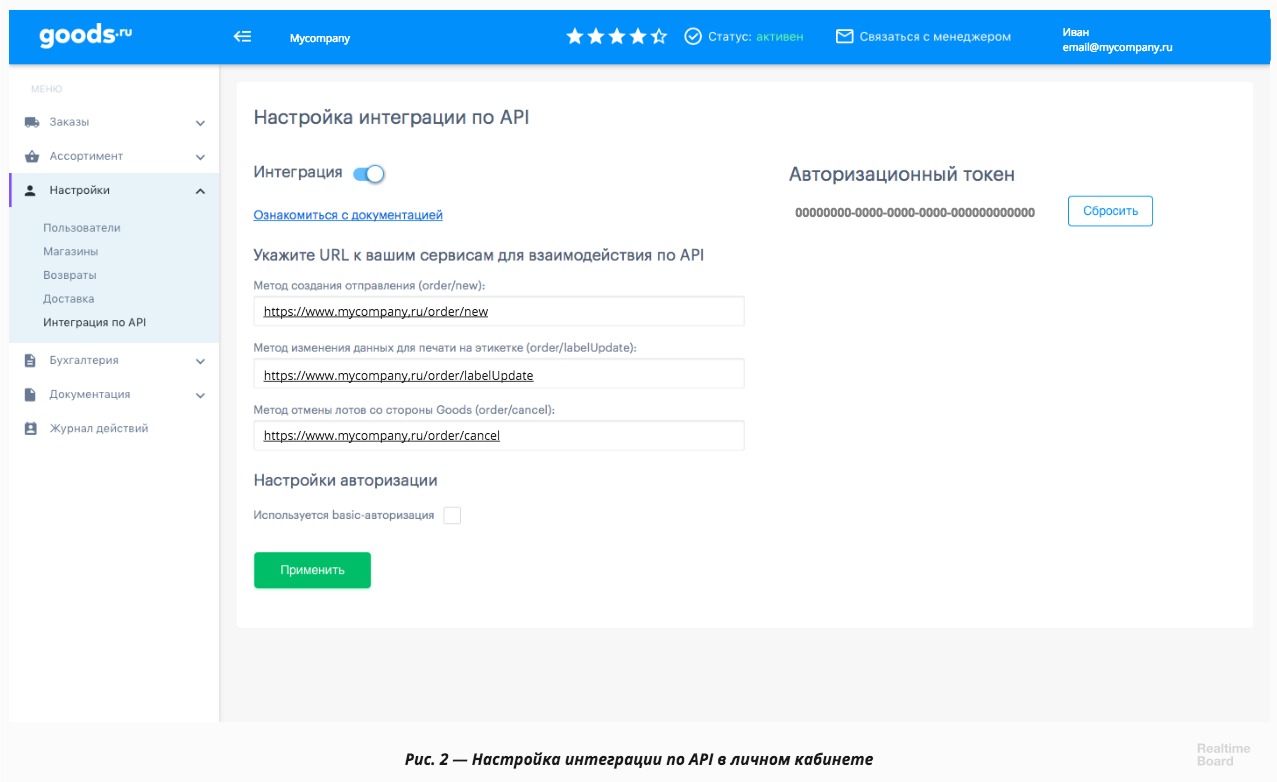 goods.ru
Mycompany
Статус: активен
Связаться с менеджером
Иван
email@mycompany.ru
МЕНЮ
Заказы
Ассортимент
Настройки
Пользователи
Магазины
Возвраты
Доставка
Интеграция по API
Бухгалтерия
Документация
Журнал действий
Настройка интеграции по API
Интеграция
Ознакомиться с документацией
Авторизационный токен
00000000-0000-0000-0000-000000000000
Сбросить
Укажите URL к вашим сервисам для взаимодействия по API
Метод создания отправления (order/new):
https://www.mycompany,ru/order/new
Метод изменения данных для печати на этикетке (order/labelUpdate):
https://www.mycompany,ru/order/labelUpdate
Метод отмены лотов со стороны Goods (order/cancel):
https://www.mycompany,ru/order/cancel
Настройки авторизации
Используется basic-авторизация
Применить
Рис. 2 — Настройка интеграции по API в личном кабинете
Realtime
Board